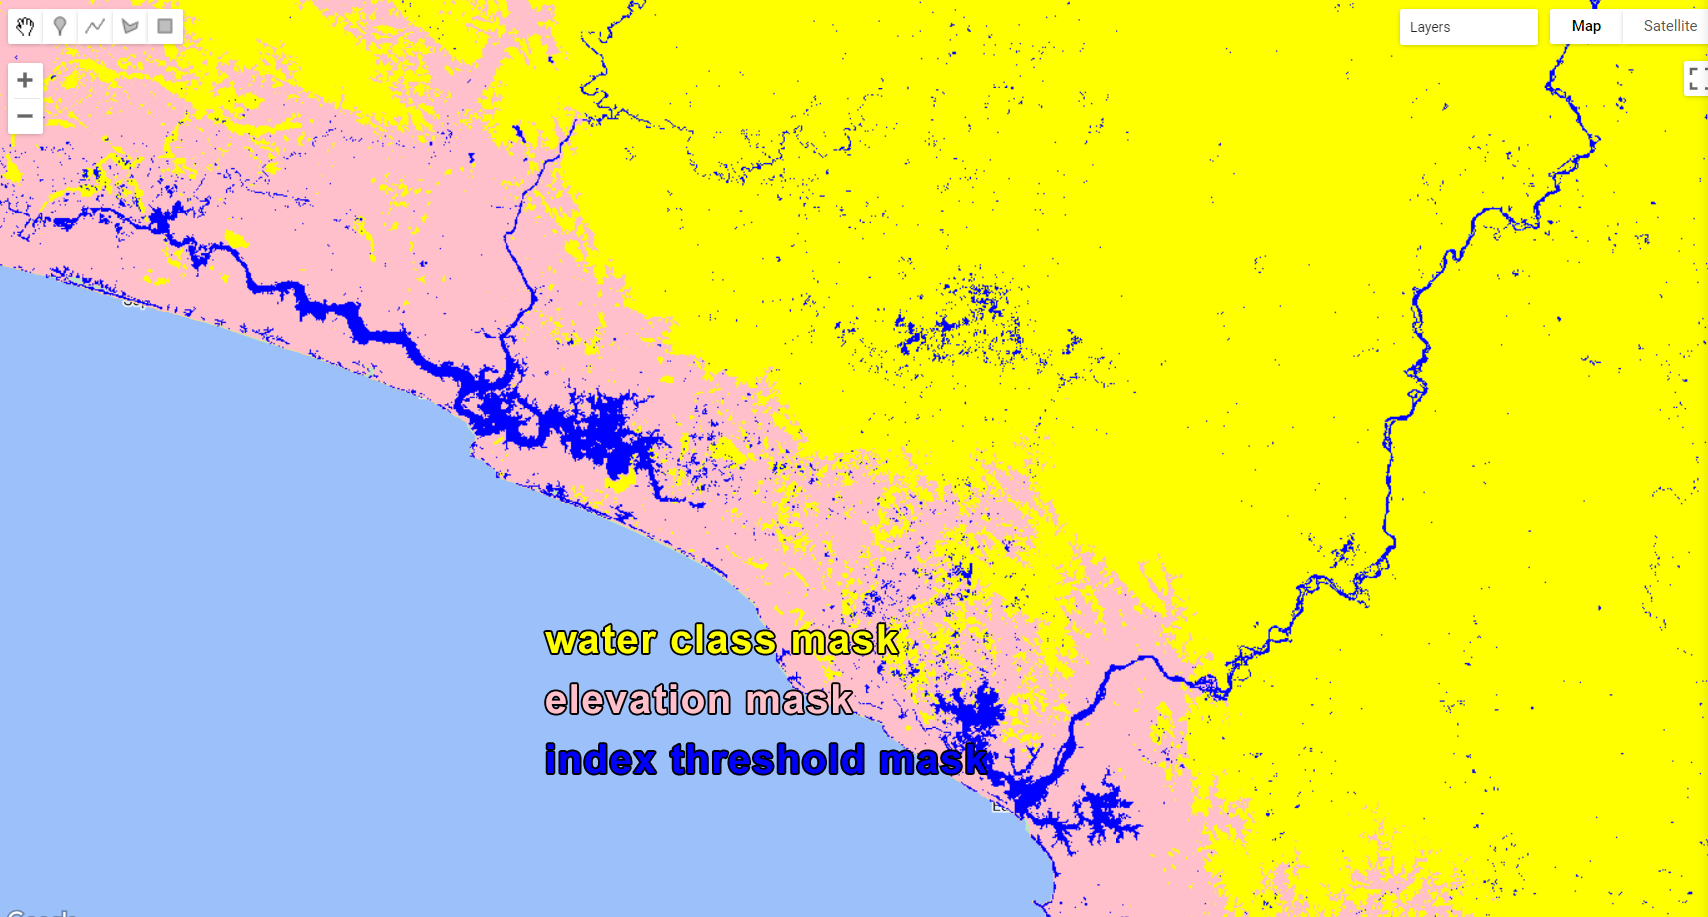 Layers
Map
Satellite
water class mask
elevation mask
index threshold mask